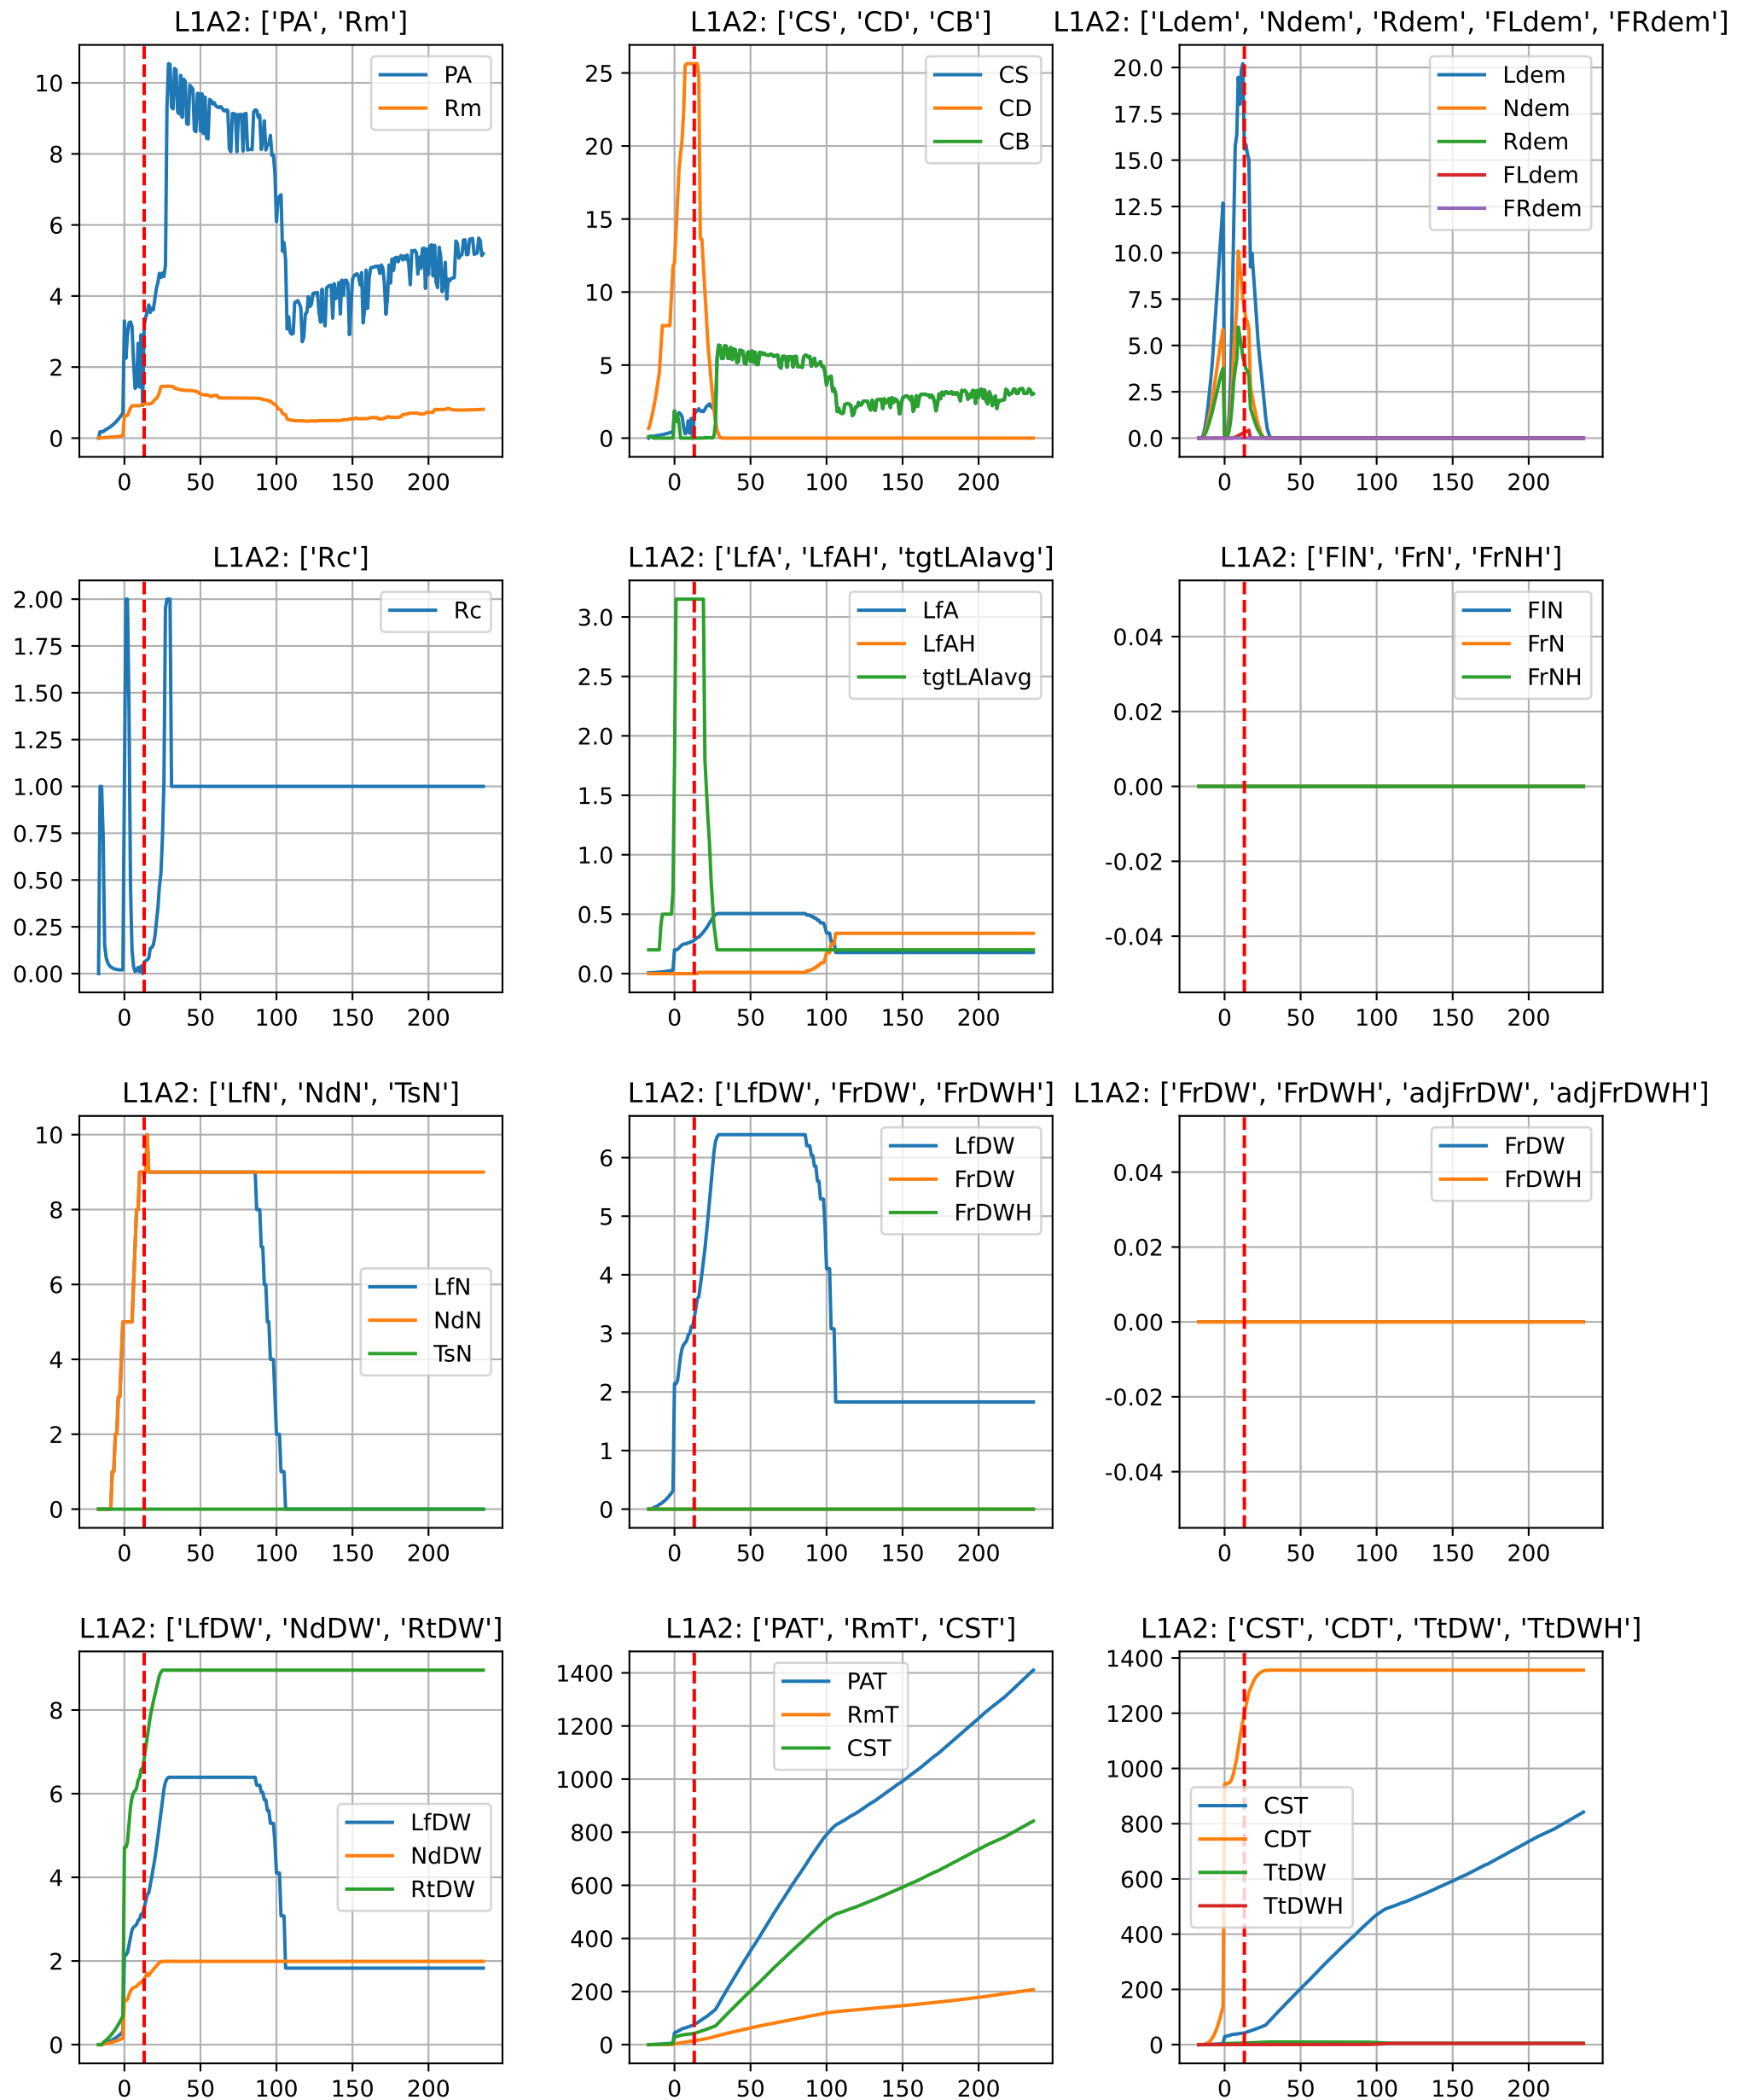 L1A2: ['PA', 'Rm']
10
8
6
4
2
0
PA
Rm
0 50 100 150 200
L1A2: ['CS', 'CD', 'CB']
25
20
15
10
5
0
CS
CD
CB
0 50 100 150 200
L1A2: ['Ldem', 'Ndem', 'Rdem', 'FLdem', 'FRdem']
20.0
17.5
15.0
12.5
10.0
7.5
5.0
2.5
0.0
Ldem
Ndem
Rdem
FLdem
FRdem
0 50 100 150 200
L1A2: ['Rc']
2.00
1.75
1.50
1.25
1.00
0.75
0.50
0.25
0.00
Rc
0 50 100 150 200
L1A2: ['LfA', 'LfAH', 'tgtLAIavg']
3.0
2.5
2.0
1.5
1.0
0.5
0.0
LfA
LfAH
tgtLAIavg
0 50 100 150 200
L1A2: ['FlN', 'FrN', 'FrNH']
0.04
0.02
0.00
-0.02
-0.04
FlN
FrN
FrNH
0 50 100 150 200
L1A2: ['LfN', 'NdN', 'TsN']
10
8
6
4
2
0
LfN
NdN
TsN
0 50 100 150 200
L1A2: ['LfDW', 'FrDW', 'FrDWH']
6
5
4
3
2
1
0
LfDW
FrDW
FrDWH
0 50 100 150 200
L1A2: ['FrDW', 'FrDWH', 'adjFrDW', 'adjFrDWH']
0.04
0.02
0.00
-0.02
-0.04
FrDW
FrDWH
0 50 100 150 200
L1A2: ['LfDW', 'NdDW', 'RtDW']
8
6
4
2
0
LfDW
NdDW
RtDW
0 50 100 150 200
L1A2: ['PAT', 'RmT', 'CST']
1400
1200
1000
800
600
400
200
0
PAT
RmT
CST
0 50 100 150 200
L1A2: ['CST', 'CDT', 'TtDW', 'TtDWH']
1400
1200
1000
800
600
400
200
0
CST
CDT
TtDW
TtDWH
0 50 100 150 200